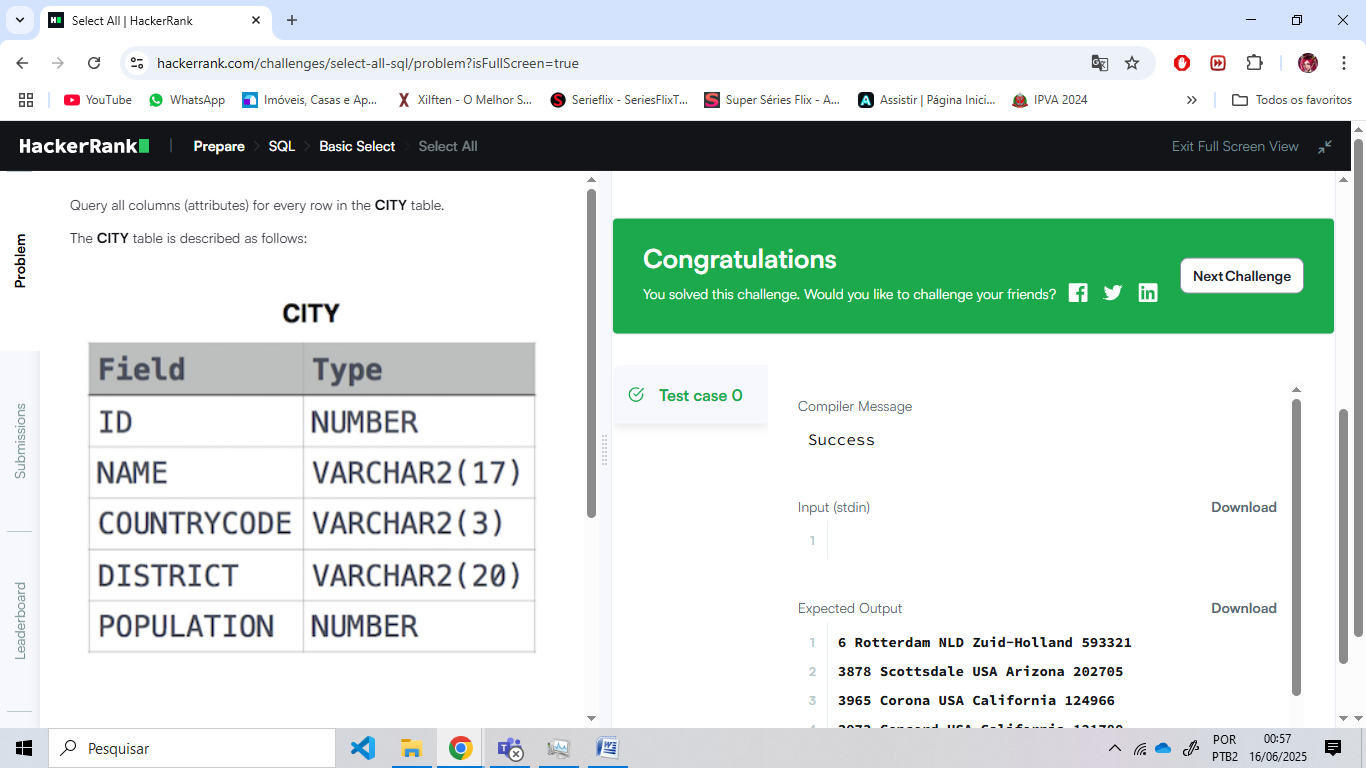 Select All | HackerRank
hackerrank.com/challenges/select-all-sql/problem?isFullScreen=true
YouTube
WhatsApp
Imóveis, Casas e Ap...
Xilften - O Melhor S...
Serieflix - SeriesFlixT...
Super Séries Flix - A...
Assistir | Página Inici...
IPVA 2024
Todos os favoritos
HackerRank
Prepare
SQL
Basic Select
Select All
Exit Full Screen View
Problem
Submissions
Leaderboard
Query all columns (attributes) for every row in the CITY table.
The CITY table is described as follows:
CITY
Field Type
ID NUMBER
NAME VARCHAR2(17)
COUNTRYCODE VARCHAR2(3)
DISTRICT VARCHAR2(20)
POPULATION NUMBER
Congratulations
You solved this challenge. Would you like to challenge your friends?
Next Challenge
Test case 0
Compiler Message
Success
Input (stdin)
Download
1
Expected Output
Download
1 6 Rotterdam NLD Zuid-Holland 593321
2 3878 Scottsdale USA Arizona 202705
3 3965 Corona USA California 124966
Pesquisar
POR
PTB2
00:57
16/06/2025